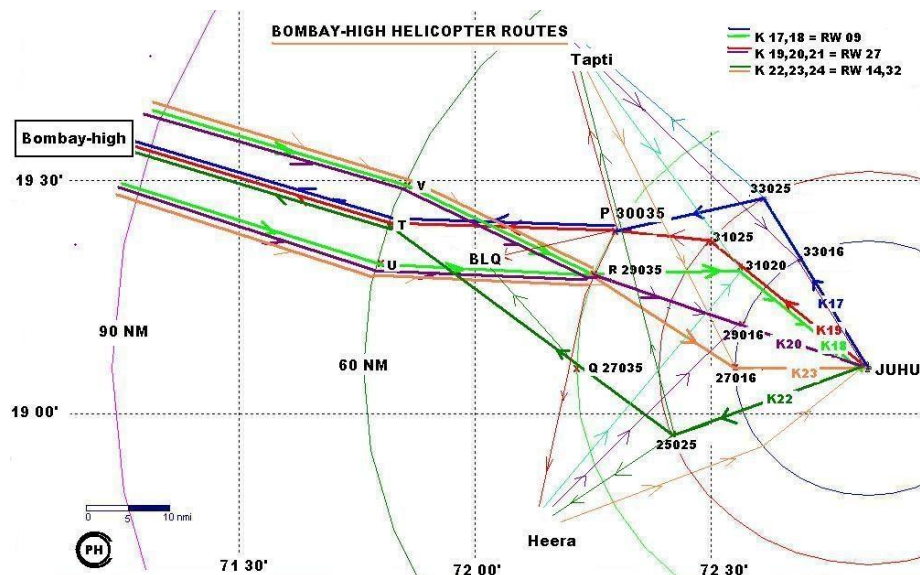 BOMBAY-HIGH HELICOPTER ROUTES
K 17,18 = RW 09
K 19,20,21 = RW 27
K 22,23,24 = RW 14,32
Tapti
Bombay-high
19 30'
V
33025
P 30035
T
31025
33016
U
BLQ
R 29035
31020
K17
90 NM
K19
29016
K20
K18
60 NM
Q 27035
27016
K23
JUHU
K22
19 00'
25025
0 5 10 nmi
Heera
PH
71 30'
72 00'
72 30'